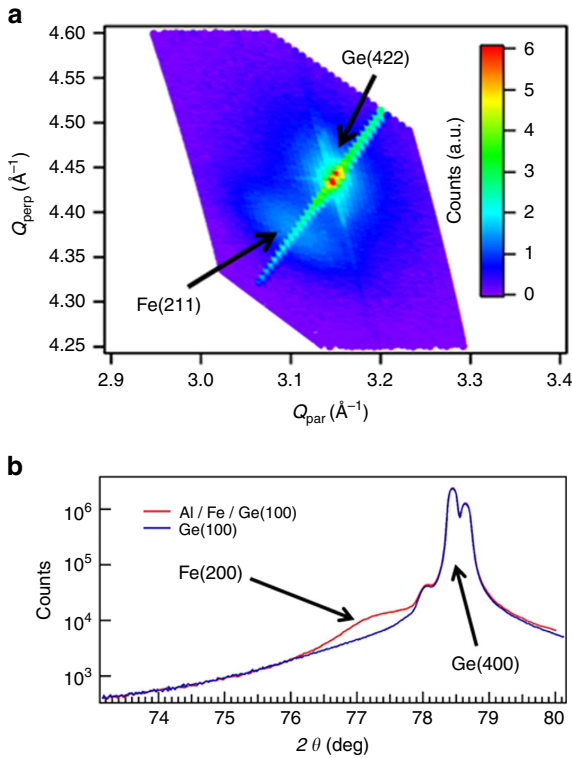 a
4.60
4.55
4.50
4.45
4.40
4.35
4.30
4.25
Qperp (Å⁻¹)
Ge(422)
Fe(211)
Counts (a.u.)
6
5
4
3
2
1
0
2.9 3.0 3.1 3.2 3.3 3.4
Qpar (Å⁻¹)
b
10⁶
10⁵
10⁴
10³
Counts
Al / Fe / Ge(100)
Ge(100)
Fe(200)
Ge(400)
74 75 76 77 78 79 80
2 θ (deg)